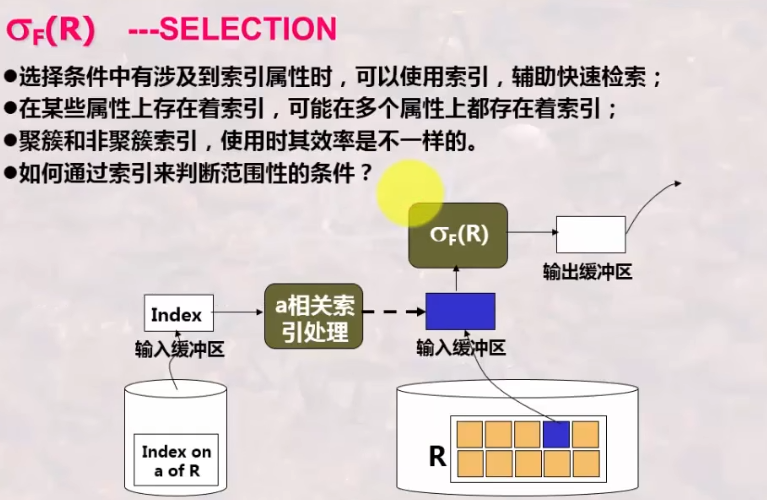 σF(R) ---SELECTION
●选择条件中有涉及到索引属性时，可以使用索引，辅助快速检索；
●在某些属性上存在着索引，可能在多个属性上都存在着索引；
●聚簇和非聚簇索引，使用时其效率是不一样的。
●如何通过索引来判断范围性的条件？
σF(R)
输出缓冲区
Index
a相关索
引处理
输入缓冲区
输入缓冲区
Index on
a of R
R